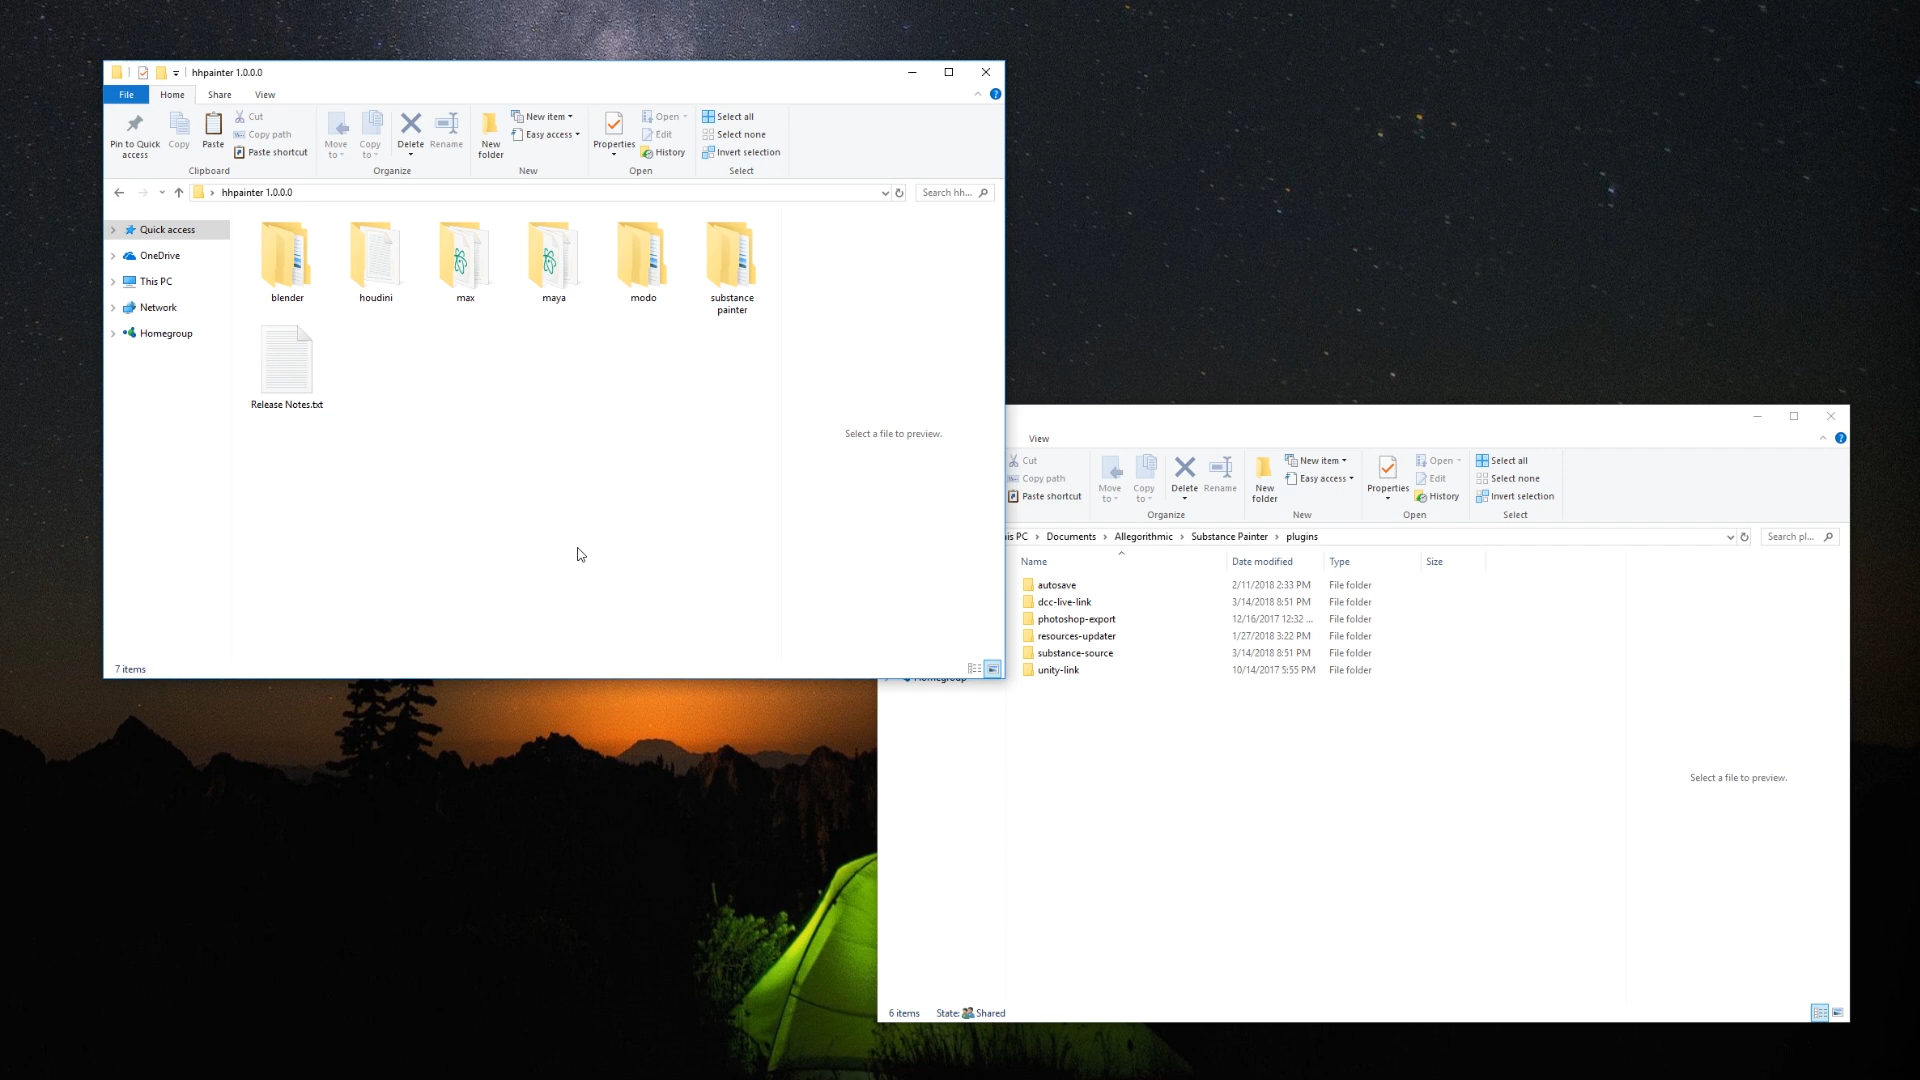 hhpainter 1.0.0.0
File Home Share View
Pin to Quick access
Copy
Paste
Cut
Copy path
Paste shortcut
Clipboard
Move to
Copy to
Delete
Rename
Organize
New folder
New item
Easy access
New
Properties
Open
Edit
History
Open
Select all
Select none
Invert selection
Select
hhpainter 1.0.0.0
Search hh...
Quick access
OneDrive
This PC
Network
Homegroup
blender
houdini
max
maya
modo
substance painter
Release Notes.txt
Select a file to preview.
7 items
View
Cut
Copy path
Paste shortcut
Move to
Copy to
Delete
Rename
Organize
New folder
New item
Easy access
New
Properties
Open
Edit
History
Open
Select all
Select none
Invert selection
Select
is PC › Documents › Allegorithmic › Substance Painter › plugins
Search pl...
Name Date modified Type Size
autosave 2/11/2018 2:33 PM File folder
dcc-live-link 3/14/2018 8:51 PM File folder
photoshop-export 12/16/2017 12:32 ... File folder
resources-updater 1/27/2018 3:22 PM File folder
substance-source 3/14/2018 8:51 PM File folder
unity-link 10/14/2017 5:55 PM File folder
Homegroup
Select a file to preview.
6 items State: Shared